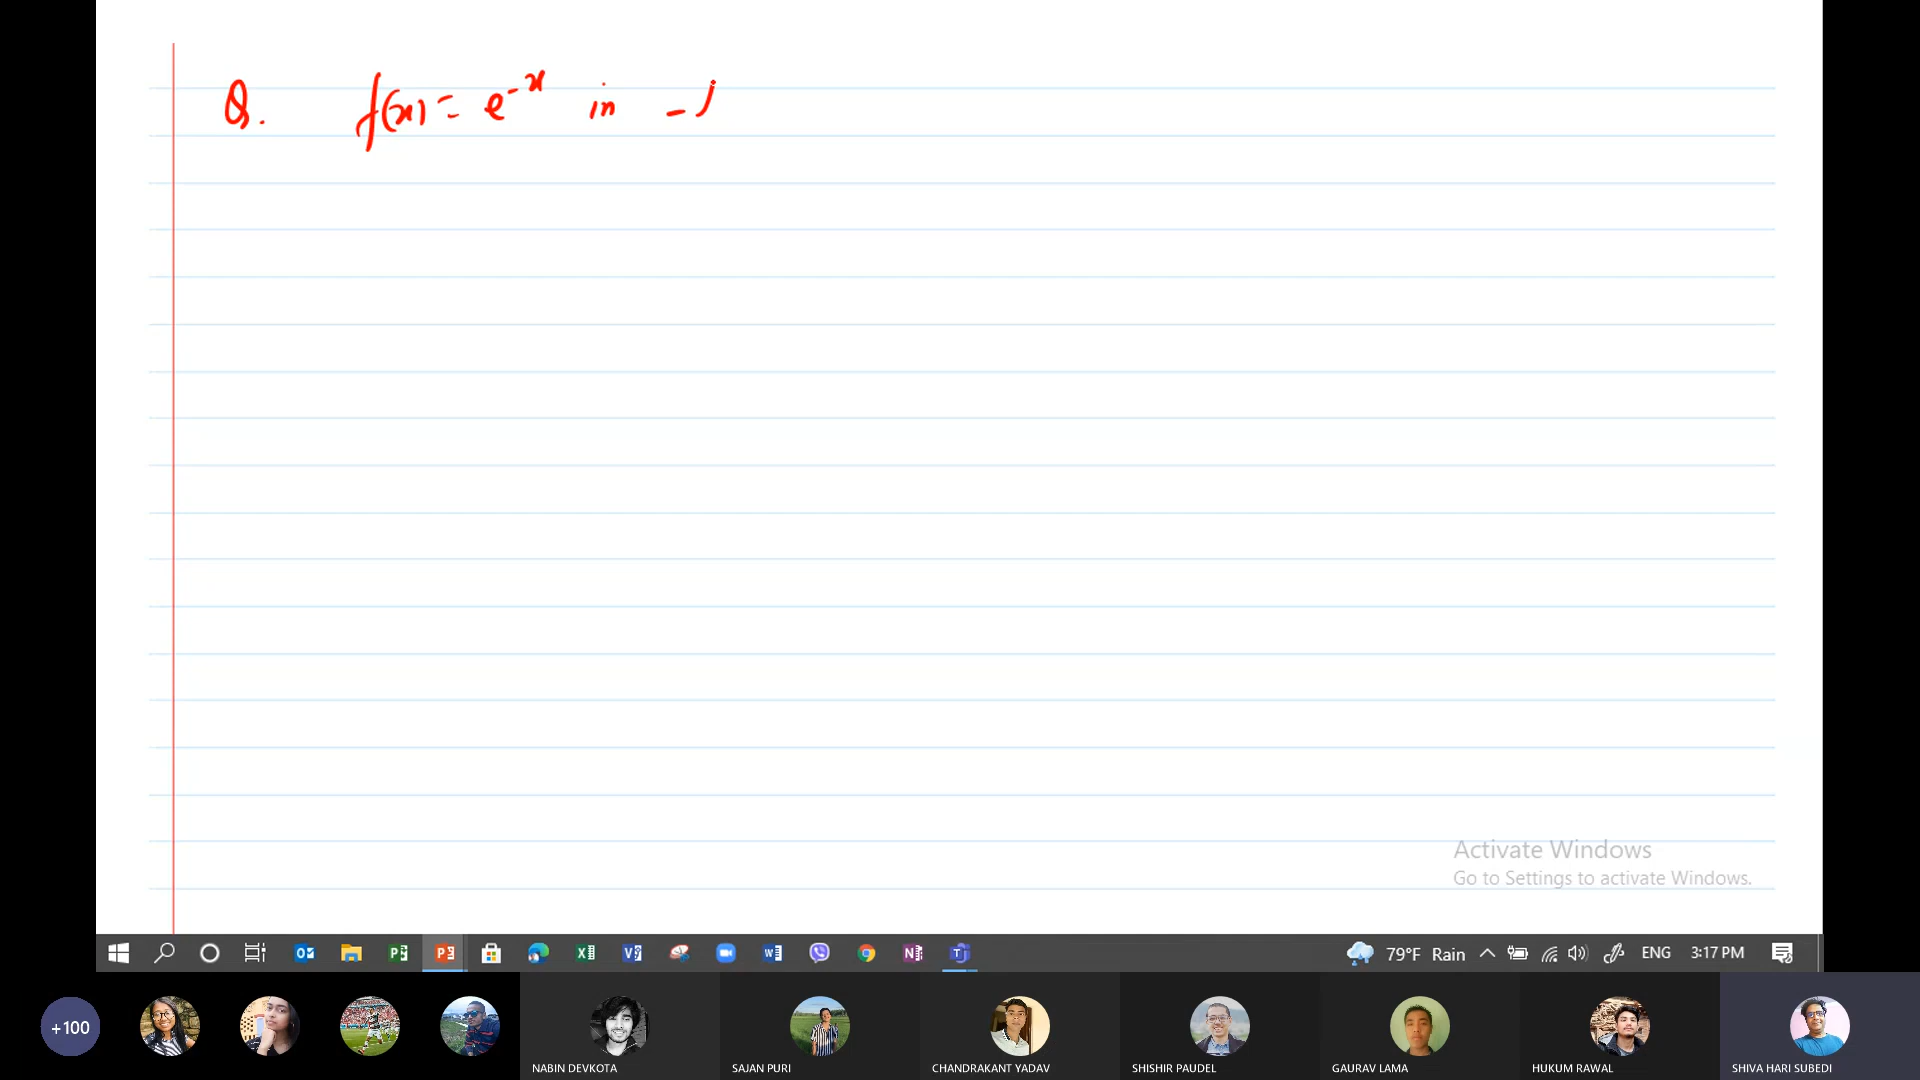 Q. f(x) = e^-x in -
Activate Windows
Go to Settings to activate Windows.
79°F Rain ENG 3:17 PM
+100
NABIN DEVKOTA
SAJAN PURI
CHANDRAKANT YADAV
SHISHIR PAUDEL
GAURAV LAMA
HUKUM RAWAL
SHIVA HARI SUBEDI